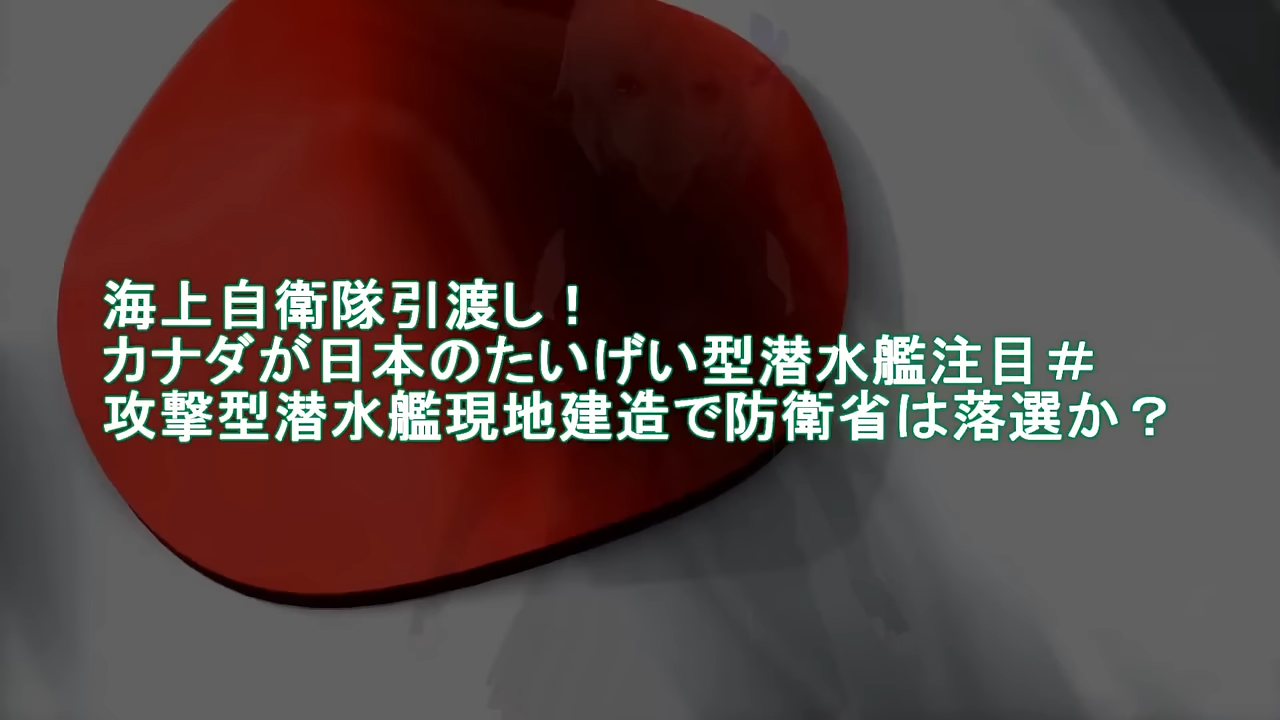 海上自衛隊引渡し！
カナダが日本のたいげい型潜水艦注目＃
攻撃型潜水艦現地建造で防衛省は落選か？